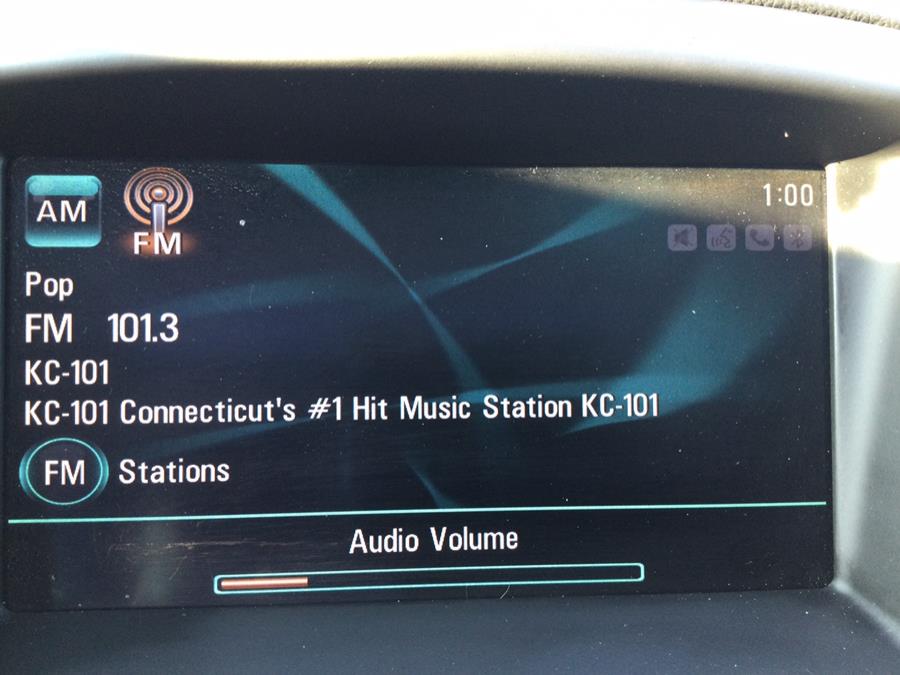 AM
FM
1:00
Pop
FM 101.3
KC-101
KC-101 Connecticut's #1 Hit Music Station KC-101
FM Stations
Audio Volume